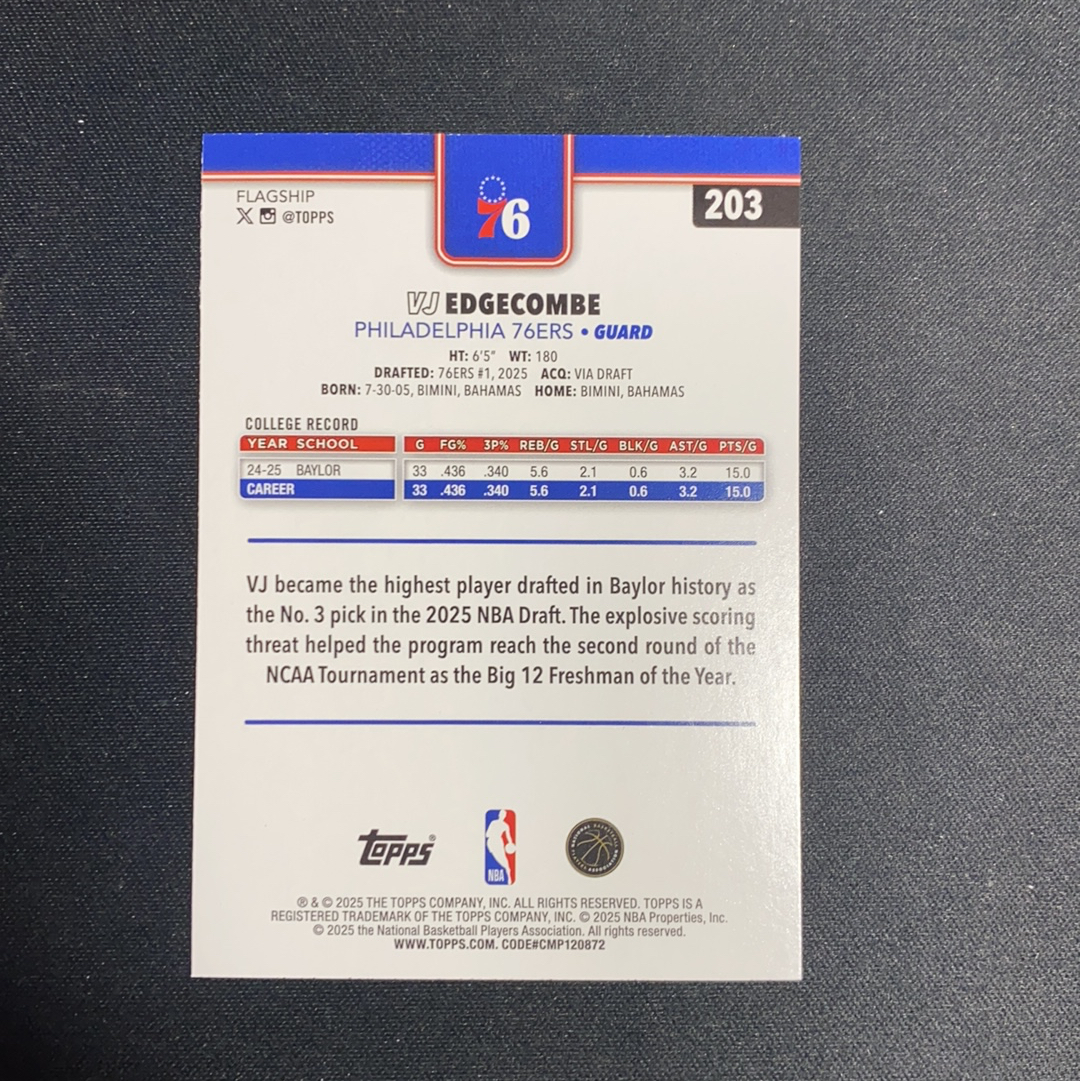 FLAGSHIP
X @TOPPS
76
203
VJ EDGECOMBE
PHILADELPHIA 76ERS • GUARD
HT: 6'5" WT: 180
DRAFTED: 76ERS #1, 2025 ACQ: VIA DRAFT
BORN: 7-30-05, BIMINI, BAHAMAS HOME: BIMINI, BAHAMAS
COLLEGE RECORD
YEAR SCHOOL G FG% 3P% REB/G STL/G BLK/G AST/G PTS/G
24-25 BAYLOR 33 .436 .340 5.6 2.1 0.6 3.2 15.0
CAREER 33 .436 .340 5.6 2.1 0.6 3.2 15.0
VJ became the highest player drafted in Baylor history as
the No. 3 pick in the 2025 NBA Draft. The explosive scoring
threat helped the program reach the second round of the
NCAA Tournament as the Big 12 Freshman of the Year.
Topps®
NBA
® & © 2025 THE TOPPS COMPANY, INC. ALL RIGHTS RESERVED. TOPPS IS A
REGISTERED TRADEMARK OF THE TOPPS COMPANY, INC. © 2025 NBA Properties, Inc.
© 2025 the National Basketball Players Association. All rights reserved.
WWW.TOPPS.COM. CODE#CMP120872